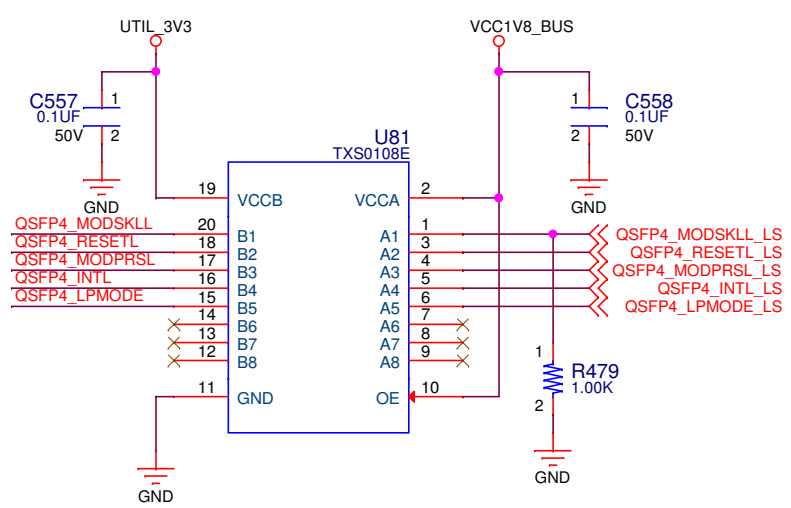 UTIL_3V3
VCC1V8_BUS
C557
0.1UF
50V
1
2
GND
C558
0.1UF
50V
1
2
GND
U81
TXS0108E
19 VCCB VCCA 2
QSFP4_MODSKLL 20 B1 A1 1 QSFP4_MODSKLL_LS
QSFP4_RESETL 18 B2 A2 3 QSFP4_RESETL_LS
QSFP4_MODPRSL 17 B3 A3 4 QSFP4_MODPRSL_LS
QSFP4_INTL 16 B4 A4 5 QSFP4_INTL_LS
QSFP4_LPMODE 15 B5 A5 6 QSFP4_LPMODE_LS
14 B6 A6 7
13 B7 A7 8
12 B8 A8 9
11 GND OE 10
1
R479
1.00K
2
GND
GND